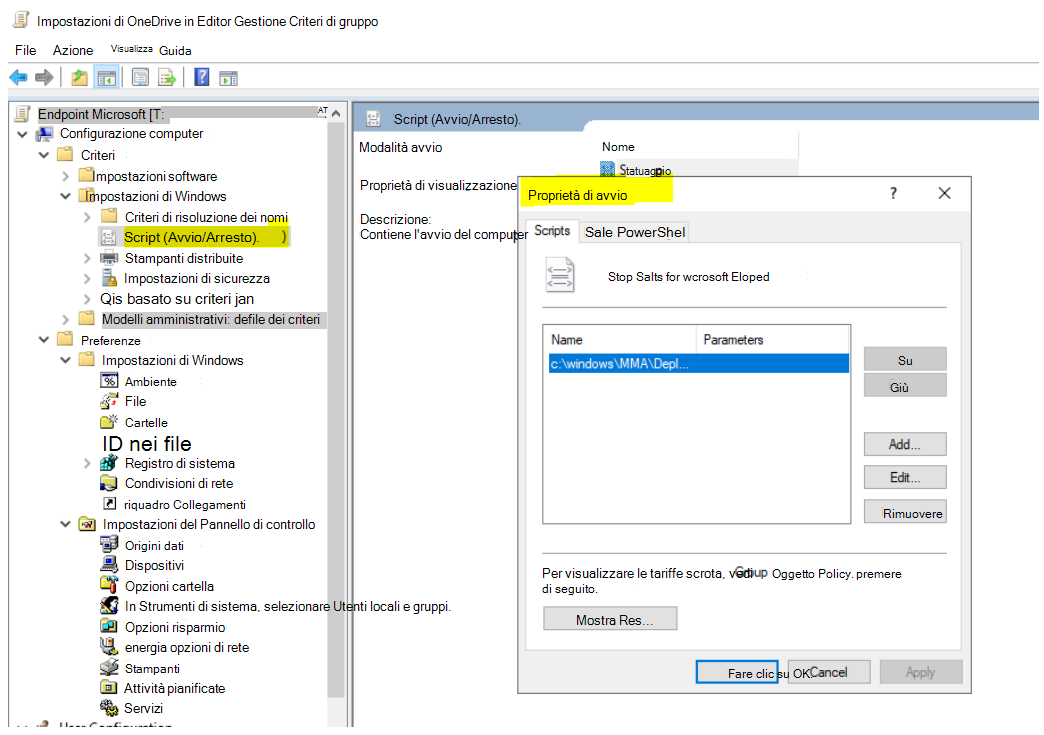 Impostazioni di OneDrive in Editor Gestione Criteri di gruppo
File Azione Visualizza Guida
Endpoint Microsoft [T: AT
Configurazione computer
Criteri
Impostazioni software
Impostazioni di Windows
Criteri di risoluzione dei nomi
Script (Avvio/Arresto). )
Stampanti distribuite
Impostazioni di sicurezza
Qis basato su criteri jan
Modelli amministrativi: defile dei criteri
Preferenze
Impostazioni di Windows
Ambiente
File
Cartelle
ID nei file
Registro di sistema
Condivisioni di rete
riquadro Collegamenti
Impostazioni del Pannello di controllo
Origini dati
Dispositivi
Opzioni cartella
In Strumenti di sistema, selezionare Utenti locali e gruppi.
Opzioni risparmio
energia opzioni di rete
Stampanti
Attività pianificate
Servizi
User Configuration
Script (Avvio/Arresto).
Modalità avvio
Proprietà di visualizzazione
Descrizione:
Contiene l'avvio del computer
Nome
Proprietà di avvio
? ×
Scripts Sale PowerShel
Stop Salts for wcrosoft Eloped
Name Parameters
c:\windows\MMA\Depl...
Su
Giù
Add...
Edit...
Rimuovere
Per visualizzare le tariffe scrota, Group Oggetto Policy. premere
di seguito.
Mostra Res...
Fare clic su OK Cancel Apply